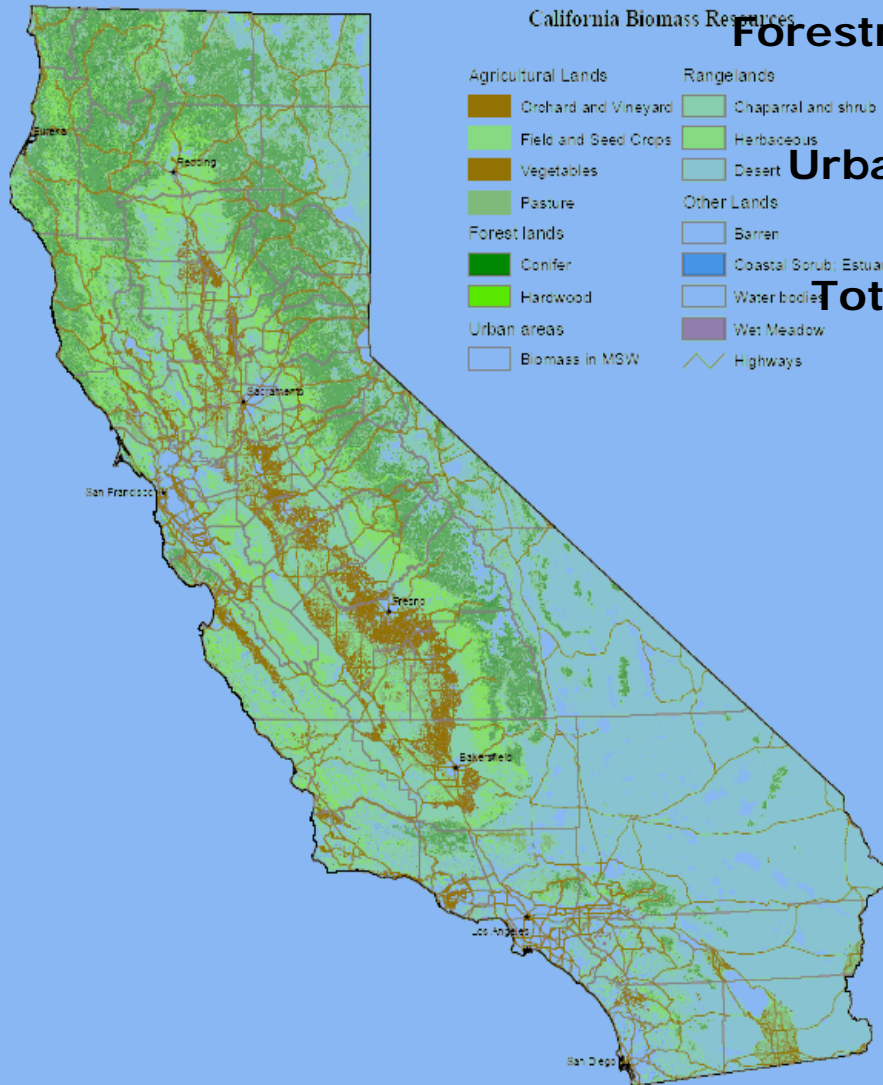 California Biomass Resources
Forestr
Agricultural Lands
Orchard and Vineyard
Field and Seed Crops
Vegetables
Pasture
Forest lands
Conifer
Hardwood
Urban areas
Biomass in MSW
Rangelands
Chaparral and shrub
Herbaceous
Desert
Urba
Other Lands
Barren
Coastal Scrub: Estuar
Water bodies
Tot
Wet Meadow
Highways
Eureka
Redding
Sacramento
San Francisco
Fresno
Bakersfield
Los Angeles
San Diego